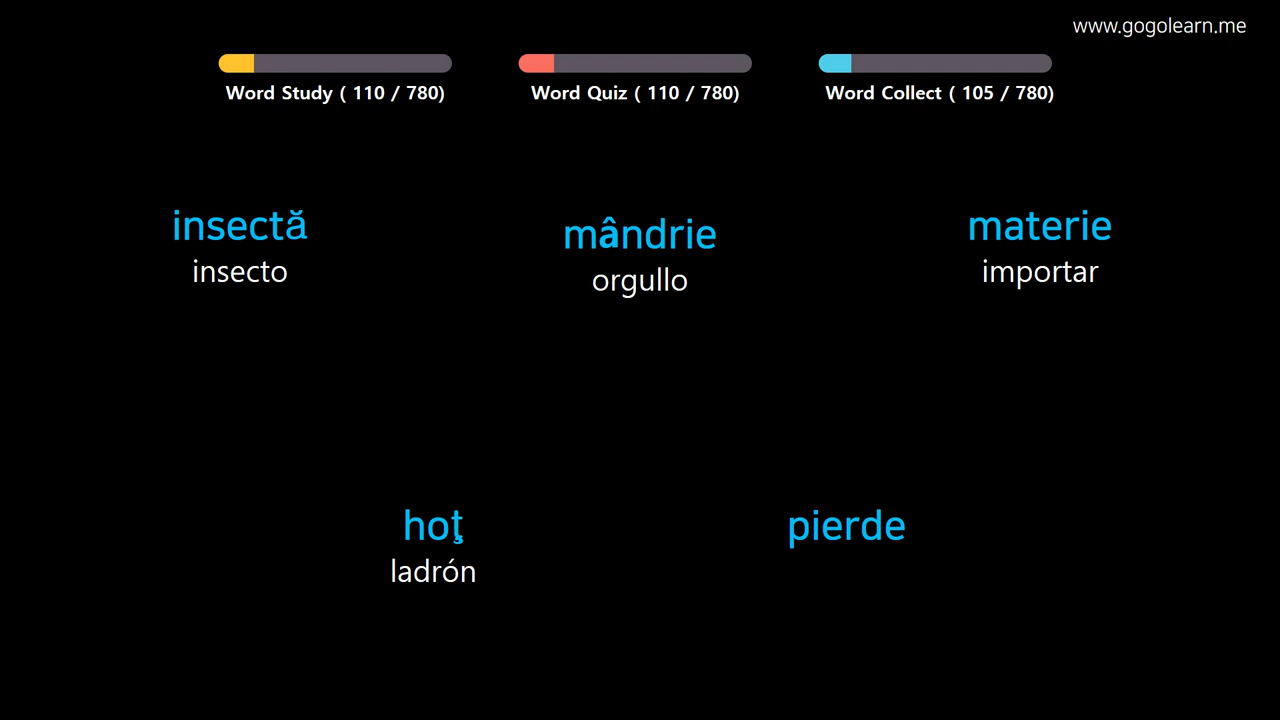 www.gogolearn.me
Word Study ( 110 / 780)
Word Quiz ( 110 / 780)
Word Collect ( 105 / 780)
insectă
insecto
mândrie
orgullo
materie
importar
hoţ
ladrón
pierde